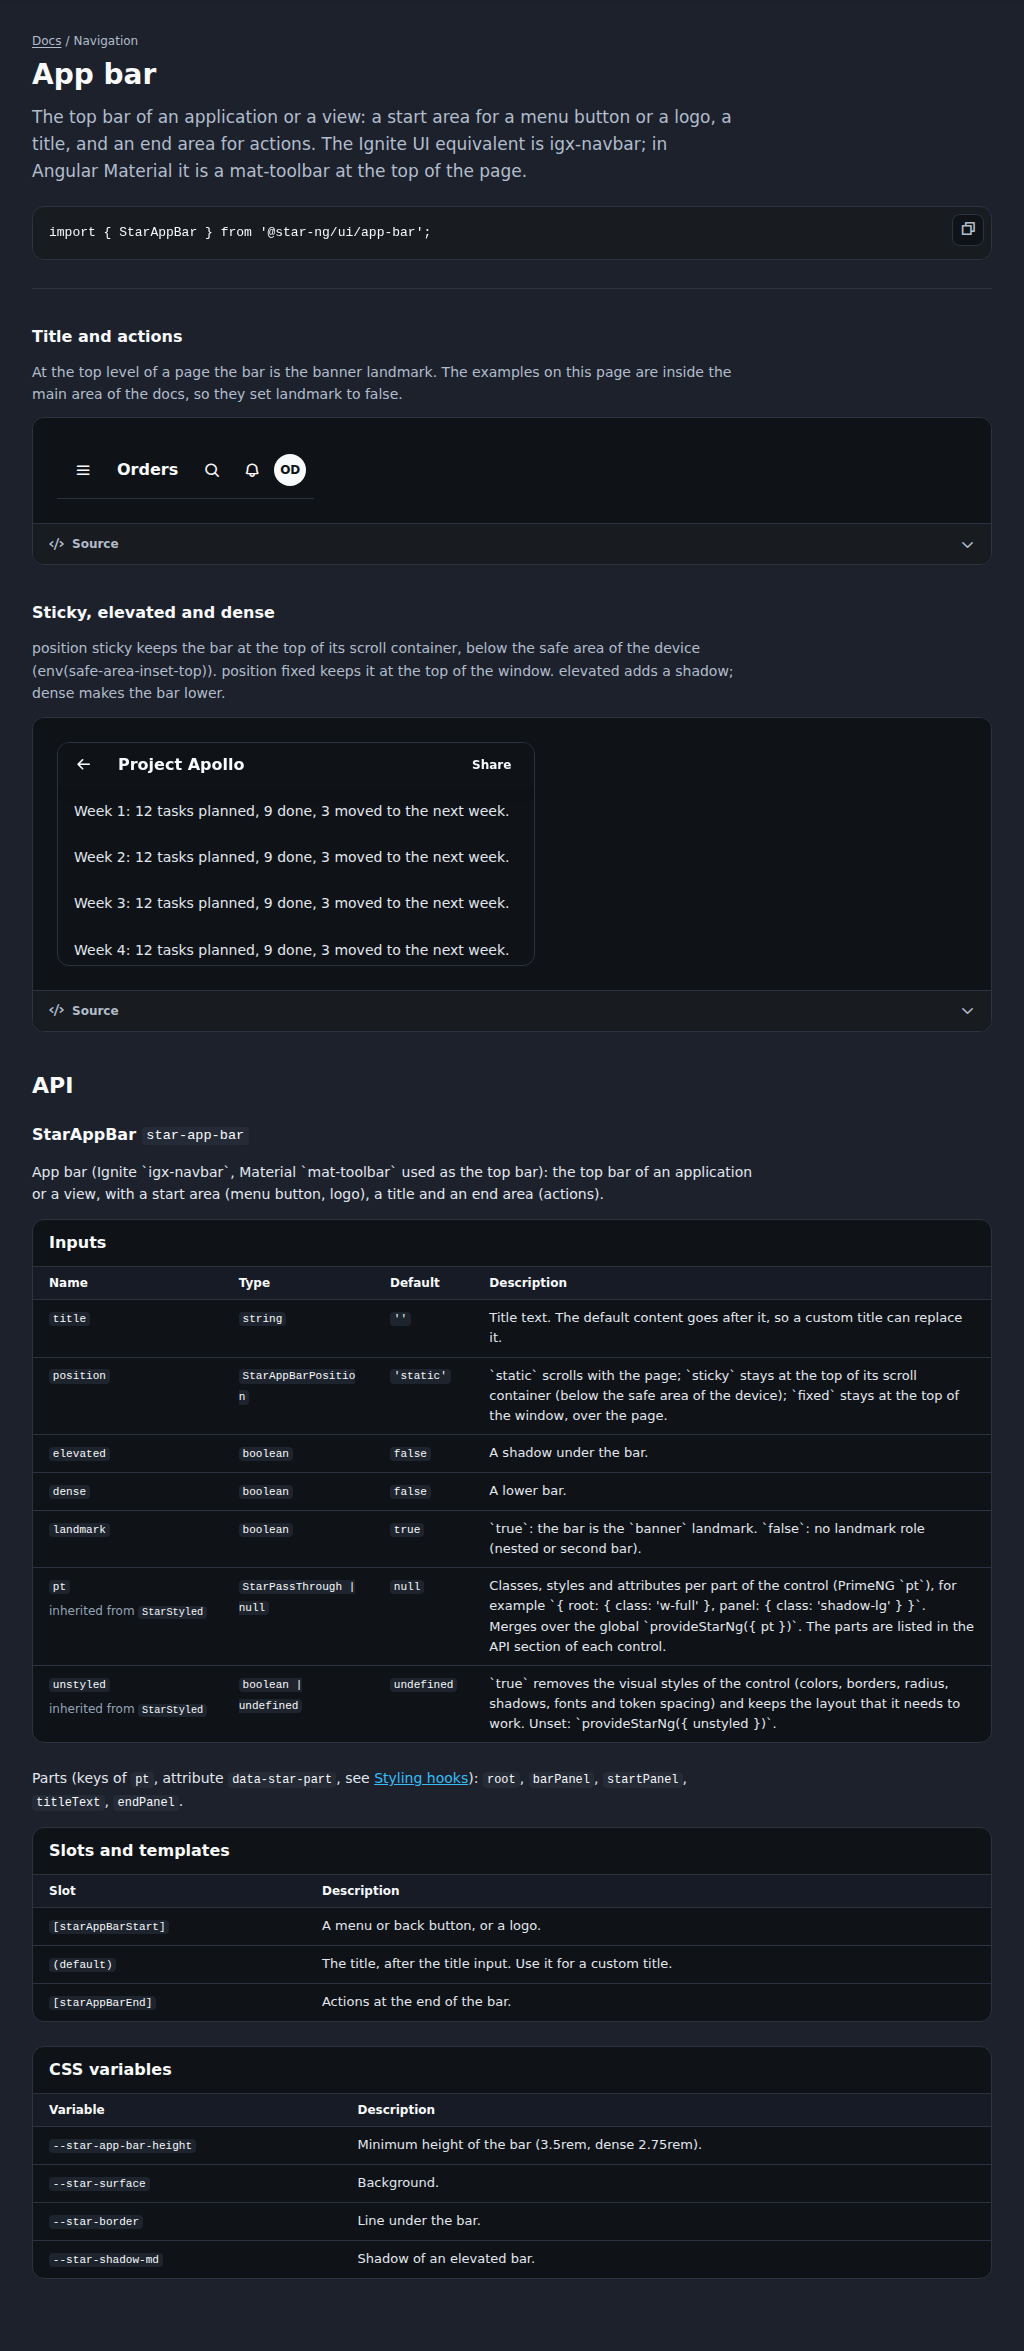 Docs / Navigation
App bar
The top bar of an application or a view: a start area for a menu button or a logo, a
title, and an end area for actions. The Ignite UI equivalent is igx-navbar; in
Angular Material it is a mat-toolbar at the top of the page.
import { StarAppBar } from '@star-ng/ui/app-bar';
Title and actions
At the top level of a page the bar is the banner landmark. The examples on this page are inside the
main area of the docs, so they set landmark to false.
Orders OD
Source
Sticky, elevated and dense
position sticky keeps the bar at the top of its scroll container, below the safe area of the device
(env(safe-area-inset-top)). position fixed keeps it at the top of the window. elevated adds a shadow;
dense makes the bar lower.
Project Apollo Share
Week 1: 12 tasks planned, 9 done, 3 moved to the next week.
Week 2: 12 tasks planned, 9 done, 3 moved to the next week.
Week 3: 12 tasks planned, 9 done, 3 moved to the next week.
Week 4: 12 tasks planned, 9 done, 3 moved to the next week.
Source
API
StarAppBar star-app-bar
App bar (Ignite `igx-navbar`, Material `mat-toolbar` used as the top bar): the top bar of an application
or a view, with a start area (menu button, logo), a title and an end area (actions).
Inputs
Name Type Default Description
title string '' Title text. The default content goes after it, so a custom title can replace
it.
position StarAppBarPositio 'static' `static` scrolls with the page; `sticky` stays at the top of its scroll
n container (below the safe area of the device); `fixed` stays at the top of
the window, over the page.
elevated boolean false A shadow under the bar.
dense boolean false A lower bar.
landmark boolean true `true`: the bar is the `banner` landmark. `false`: no landmark role
(nested or second bar).
pt StarPassThrough | null Classes, styles and attributes per part of the control (PrimeNG `pt`), for
inherited from StarStyled null example `{ root: { class: 'w-full' }, panel: { class: 'shadow-lg' } }`.
Merges over the global `provideStarNg({ pt })`. The parts are listed in the
API section of each control.
unstyled boolean | undefined `true` removes the visual styles of the control (colors, borders, radius,
inherited from StarStyled undefined shadows, fonts and token spacing) and keeps the layout that it needs to
work. Unset: `provideStarNg({ unstyled })`.
Parts (keys of pt, attribute data-star-part, see Styling hooks): root, barPanel, startPanel,
titleText, endPanel.
Slots and templates
Slot Description
[starAppBarStart] A menu or back button, or a logo.
(default) The title, after the title input. Use it for a custom title.
[starAppBarEnd] Actions at the end of the bar.
CSS variables
Variable Description
--star-app-bar-height Minimum height of the bar (3.5rem, dense 2.75rem).
--star-surface Background.
--star-border Line under the bar.
--star-shadow-md Shadow of an elevated bar.